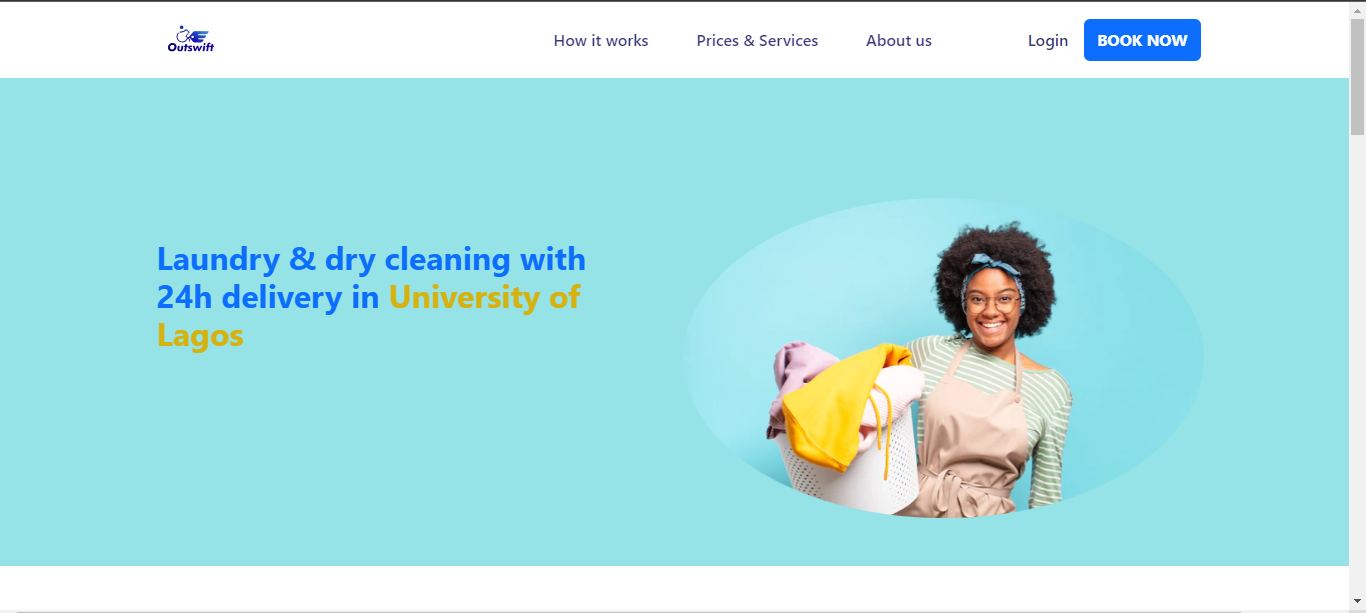 Outswift
How it works
Prices & Services
About us
Login
BOOK NOW
Laundry & dry cleaning with
24h delivery in University of
Lagos